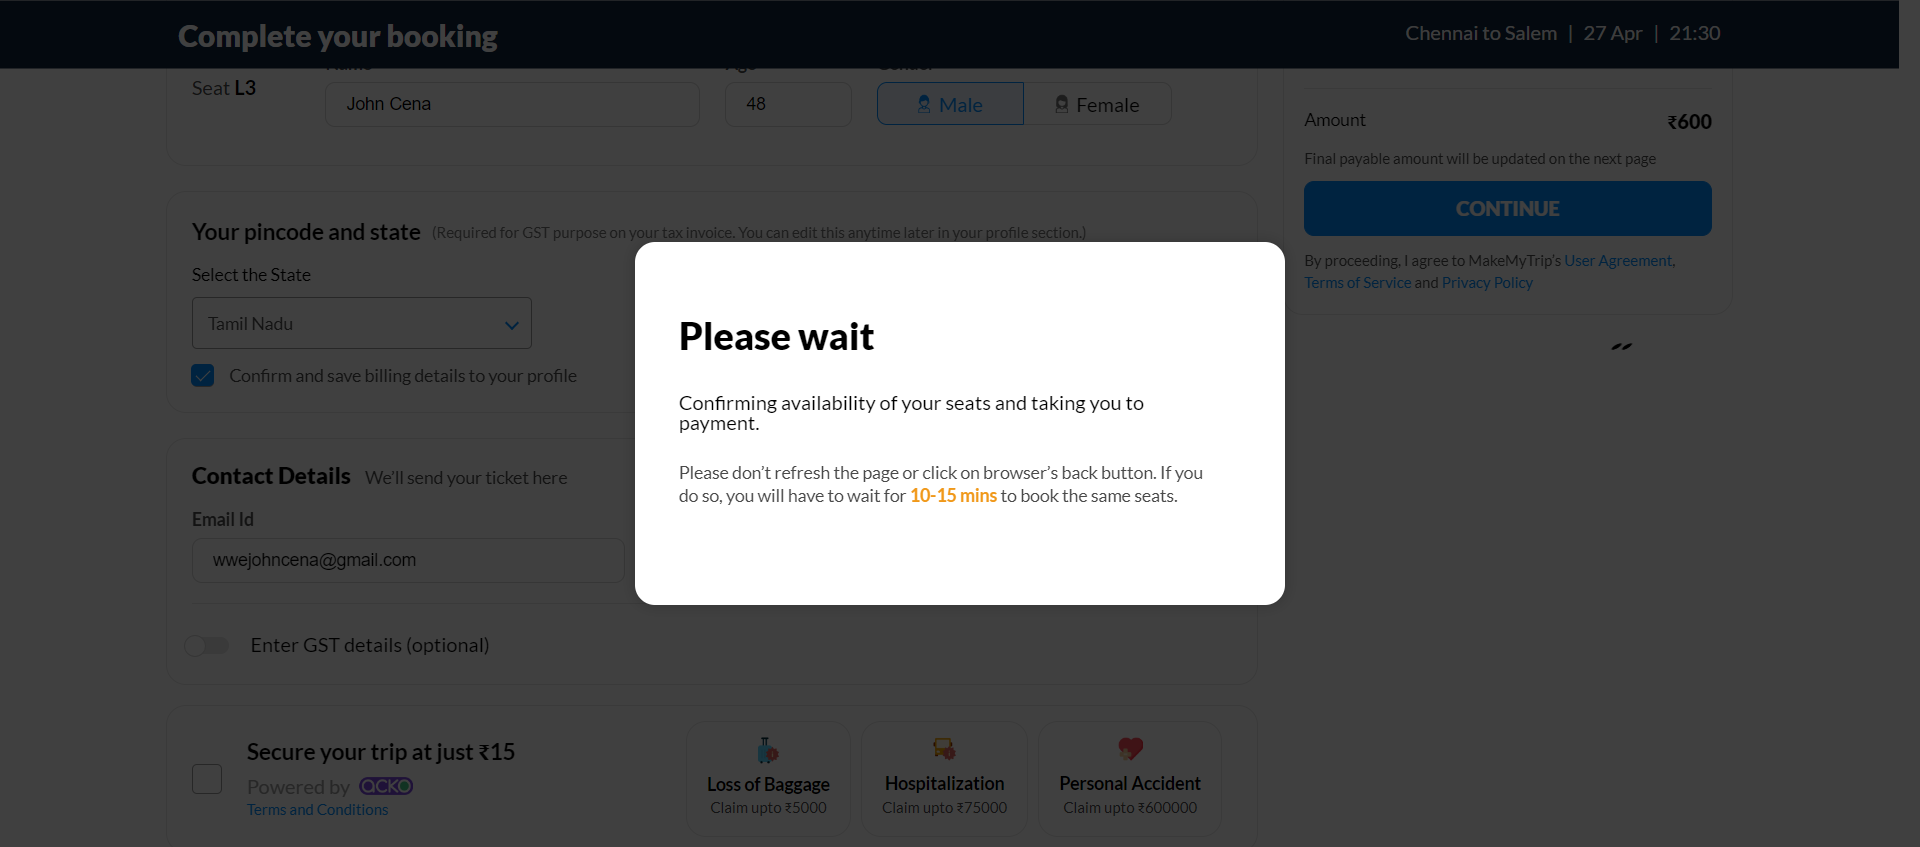 Complete your booking
Chennai to Salem | 27 Apr | 21:30
Seat L3
John Cena
48
Male
Female
Amount
₹600
Final payable amount will be updated on the next page
CONTINUE
By proceeding, I agree to MakeMyTrip's User Agreement,
Terms of Service and Privacy Policy
Your pincode and state (Required for GST purpose on your tax invoice. You can edit this anytime later in your profile section.)
Select the State
Tamil Nadu
Confirm and save billing details to your profile
Please wait
Confirming availability of your seats and taking you to
payment.
Please don’t refresh the page or click on browser’s back button. If you
do so, you will have to wait for 10-15 mins to book the same seats.
Contact Details We'll send your ticket here
Email Id
wwejohncena@gmail.com
Enter GST details (optional)
Secure your trip at just ₹15
Powered by acko
Terms and Conditions
Loss of Baggage
Claim upto ₹5000
Hospitalization
Claim upto ₹75000
Personal Accident
Claim upto ₹600000